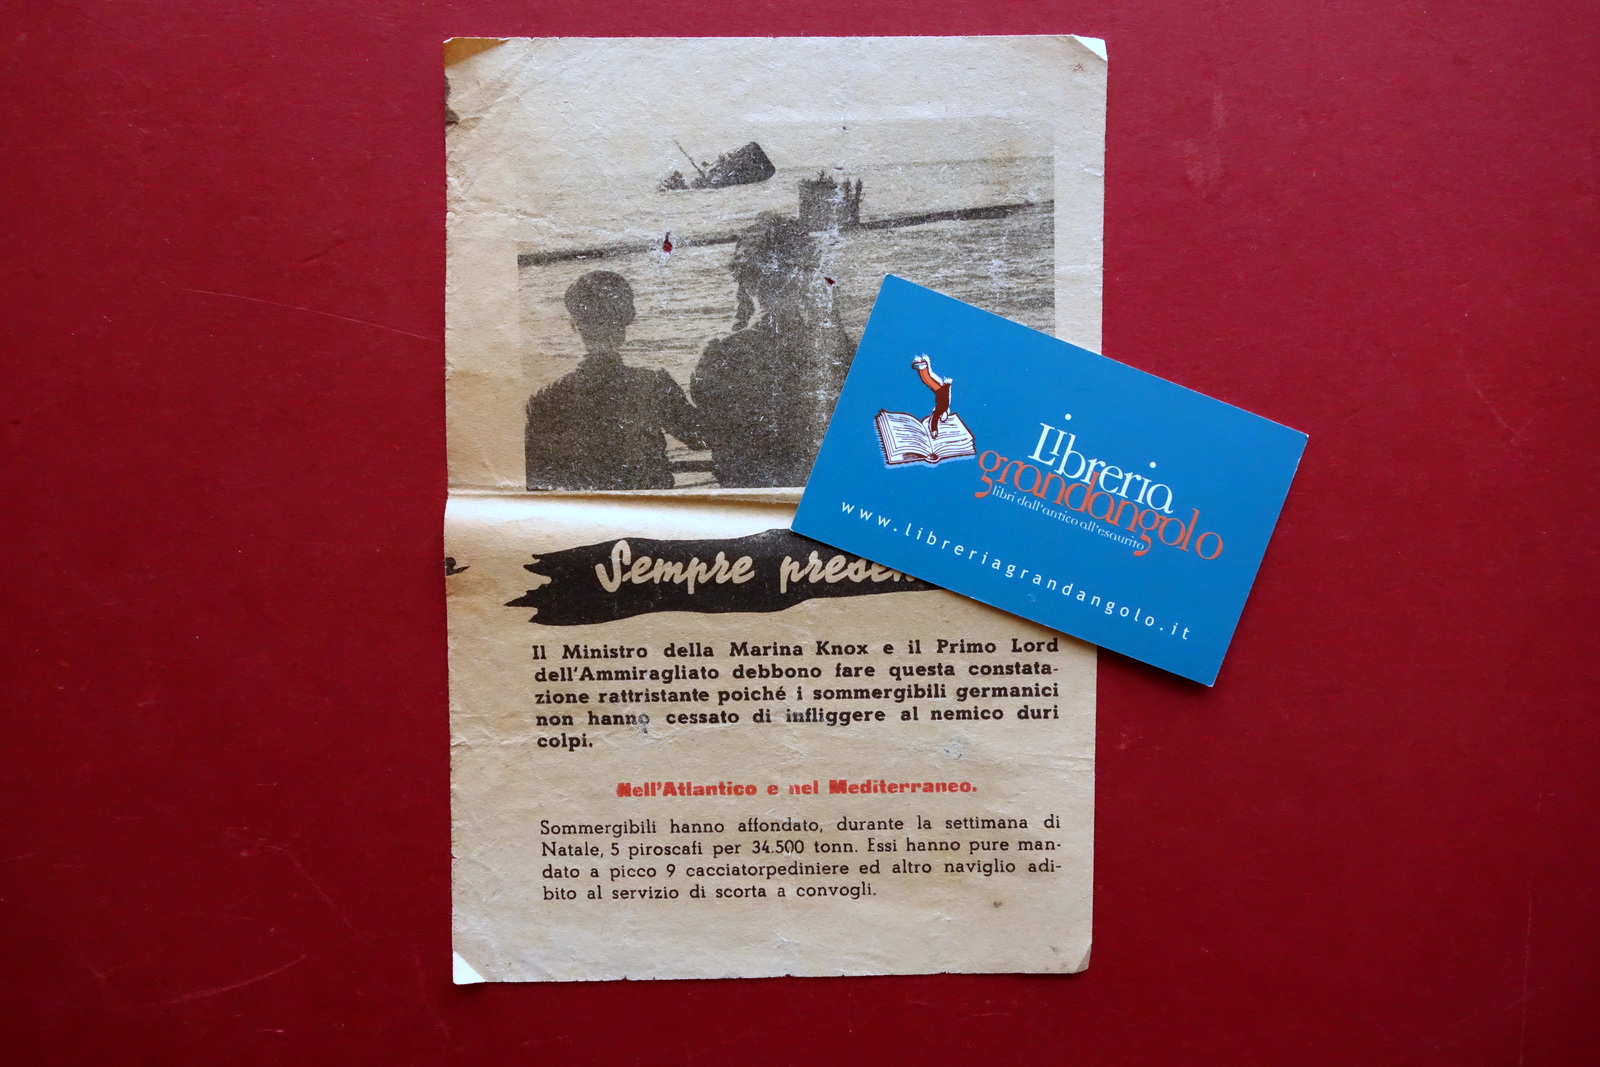 Sempre
Il Ministro della Marina Knox e il Primo Lord
dell'Ammiragliato debbono fare questa constata-
zione rattristante poiché i sommergibili germanici
non hanno cessato di infliggere al nemico duri
colpi.
Nell'Atlantico e nel Mediterraneo.
Sommergibili hanno affondato, durante la settimana di
Natale, 5 piroscafi per 34.500 tonn. Essi hanno pure man-
dato a picco 9 cacciatorpediniere ed altro naviglio adi-
bito al servizio di scorta a convogli.
Libreria
grandangolo
libri dall'antico all'esaurito
www.libreriagrandangolo.it